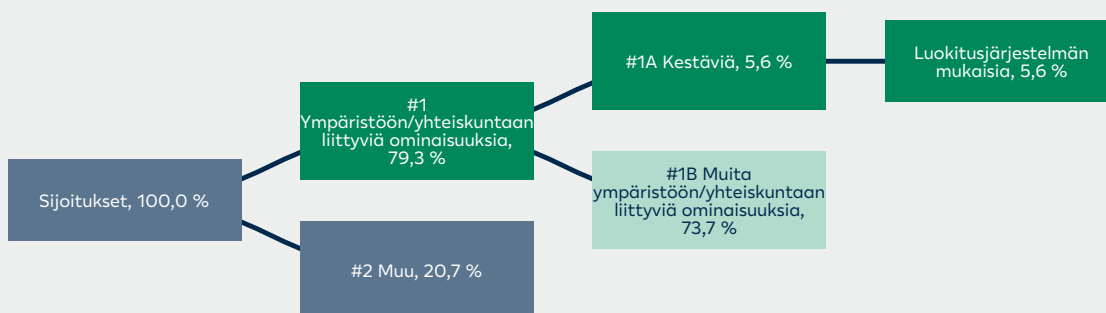 Sijoitukset, 100,0 %
#1
Ympäristöön/yhteiskuntaan
liittyviä ominaisuuksia,
79,3 %
#2 Muu, 20,7 %
#1A Kestäviä, 5,6 %
#1B Muita
ympäristöön/yhteiskuntaan
liittyviä ominaisuuksia,
73,7 %
Luokitusjärjestelmän
mukaisia, 5,6 %